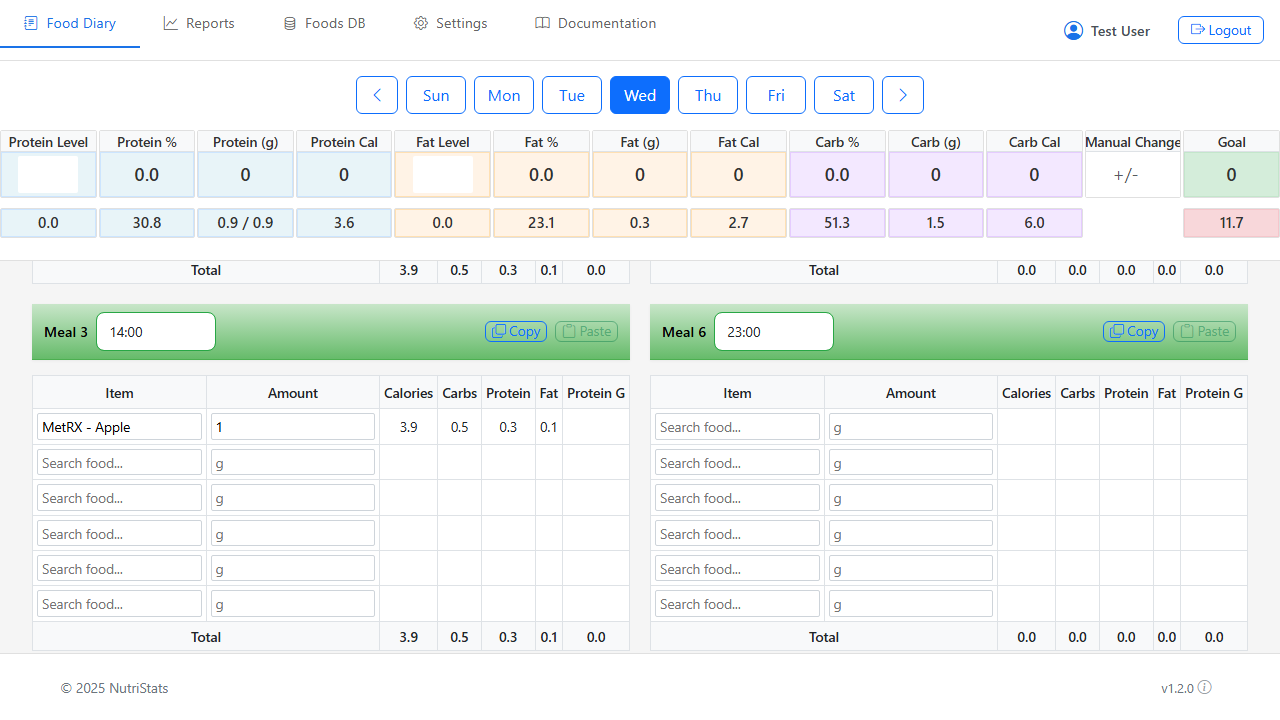 Food Diary Reports Foods DB Settings Documentation Test User Logout
Sun Mon Tue Wed Thu Fri Sat
Protein Level Protein % Protein (g) Protein Cal Fat Level Fat % Fat (g) Fat Cal Carb % Carb (g) Carb Cal Manual Change Goal
0.0 0 0 0.0 0 0 0.0 0 0 +/- 0
0.0 30.8 0.9 / 0.9 3.6 0.0 23.1 0.3 2.7 51.3 1.5 6.0 11.7
Total 3.9 0.5 0.3 0.1 0.0
Total 0.0 0.0 0.0 0.0 0.0
Meal 3 14:00 Copy Paste
Item Amount Calories Carbs Protein Fat Protein G
MetRX - Apple 1 3.9 0.5 0.3 0.1
Search food... g
Search food... g
Search food... g
Search food... g
Search food... g
Total 3.9 0.5 0.3 0.1 0.0
Meal 6 23:00 Copy Paste
Item Amount Calories Carbs Protein Fat Protein G
Search food... g
Search food... g
Search food... g
Search food... g
Search food... g
Search food... g
Total 0.0 0.0 0.0 0.0 0.0
© 2025 NutriStats v1.2.0